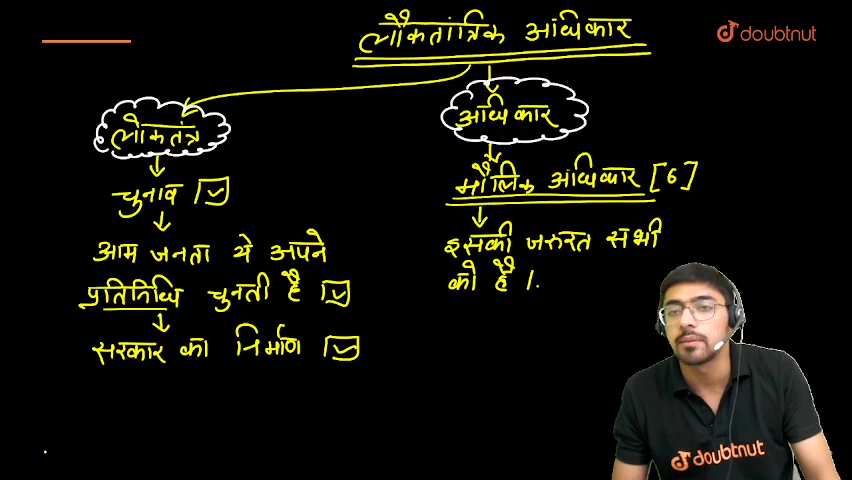 लोकतांत्रिक अधिकार
doubtnut
लोकतंत्र
अधिकार
चुनाव
मौलिक अधिकार [6]
आम जनता ये अपने
प्रतिनिधि चुनती है
सरकार का निर्माण
इसकी जरुरत सभी
को है ।.
doubtnut